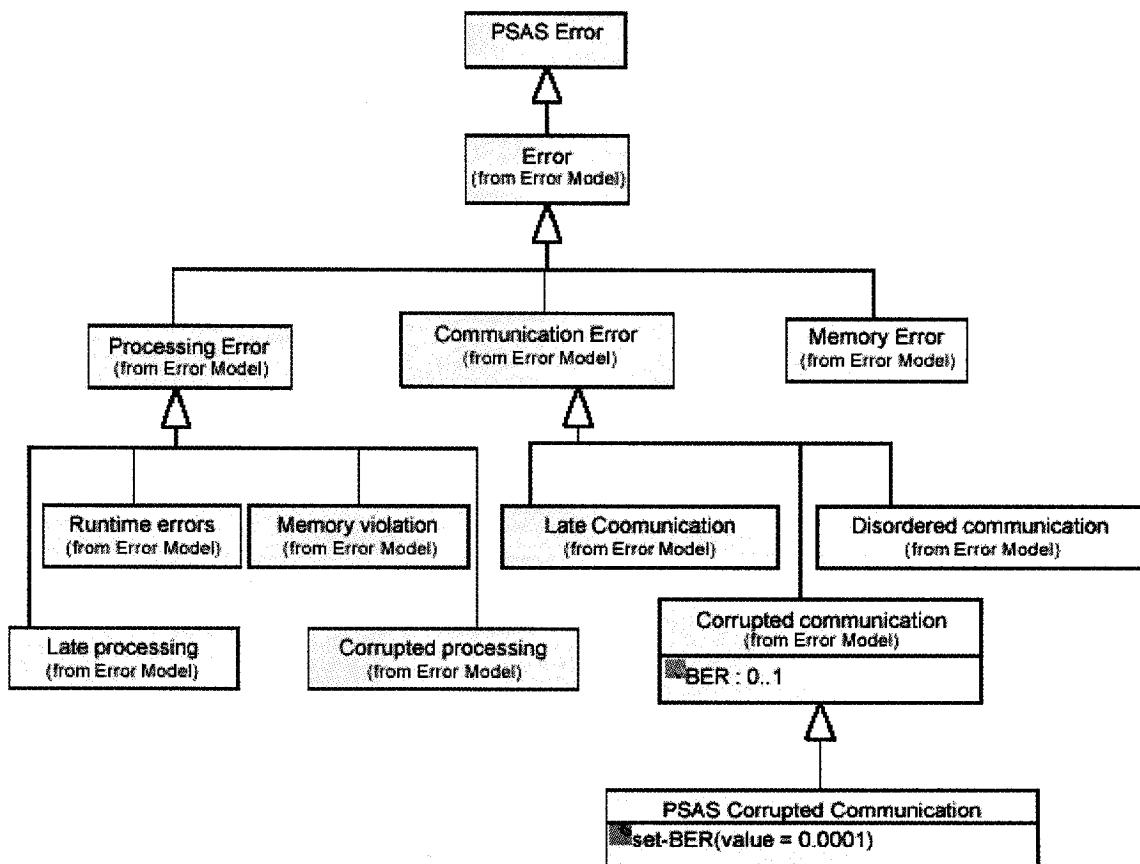 PSAS Error
Error
(from Error Model)
Processing Error
(from Error Model)
Communication Error
(from Error Model)
Memory Error
(from Error Model)
Runtime errors
(from Error Model)
Memory violation
(from Error Model)
Late Coomunication
(from Error Model)
Disordered communication
(from Error Model)
Late processing
(from Error Model)
Corrupted processing
(from Error Model)
Corrupted communication
(from Error Model)
BER : 0..1
PSAS Corrupted Communication
set-BER(value = 0.0001)